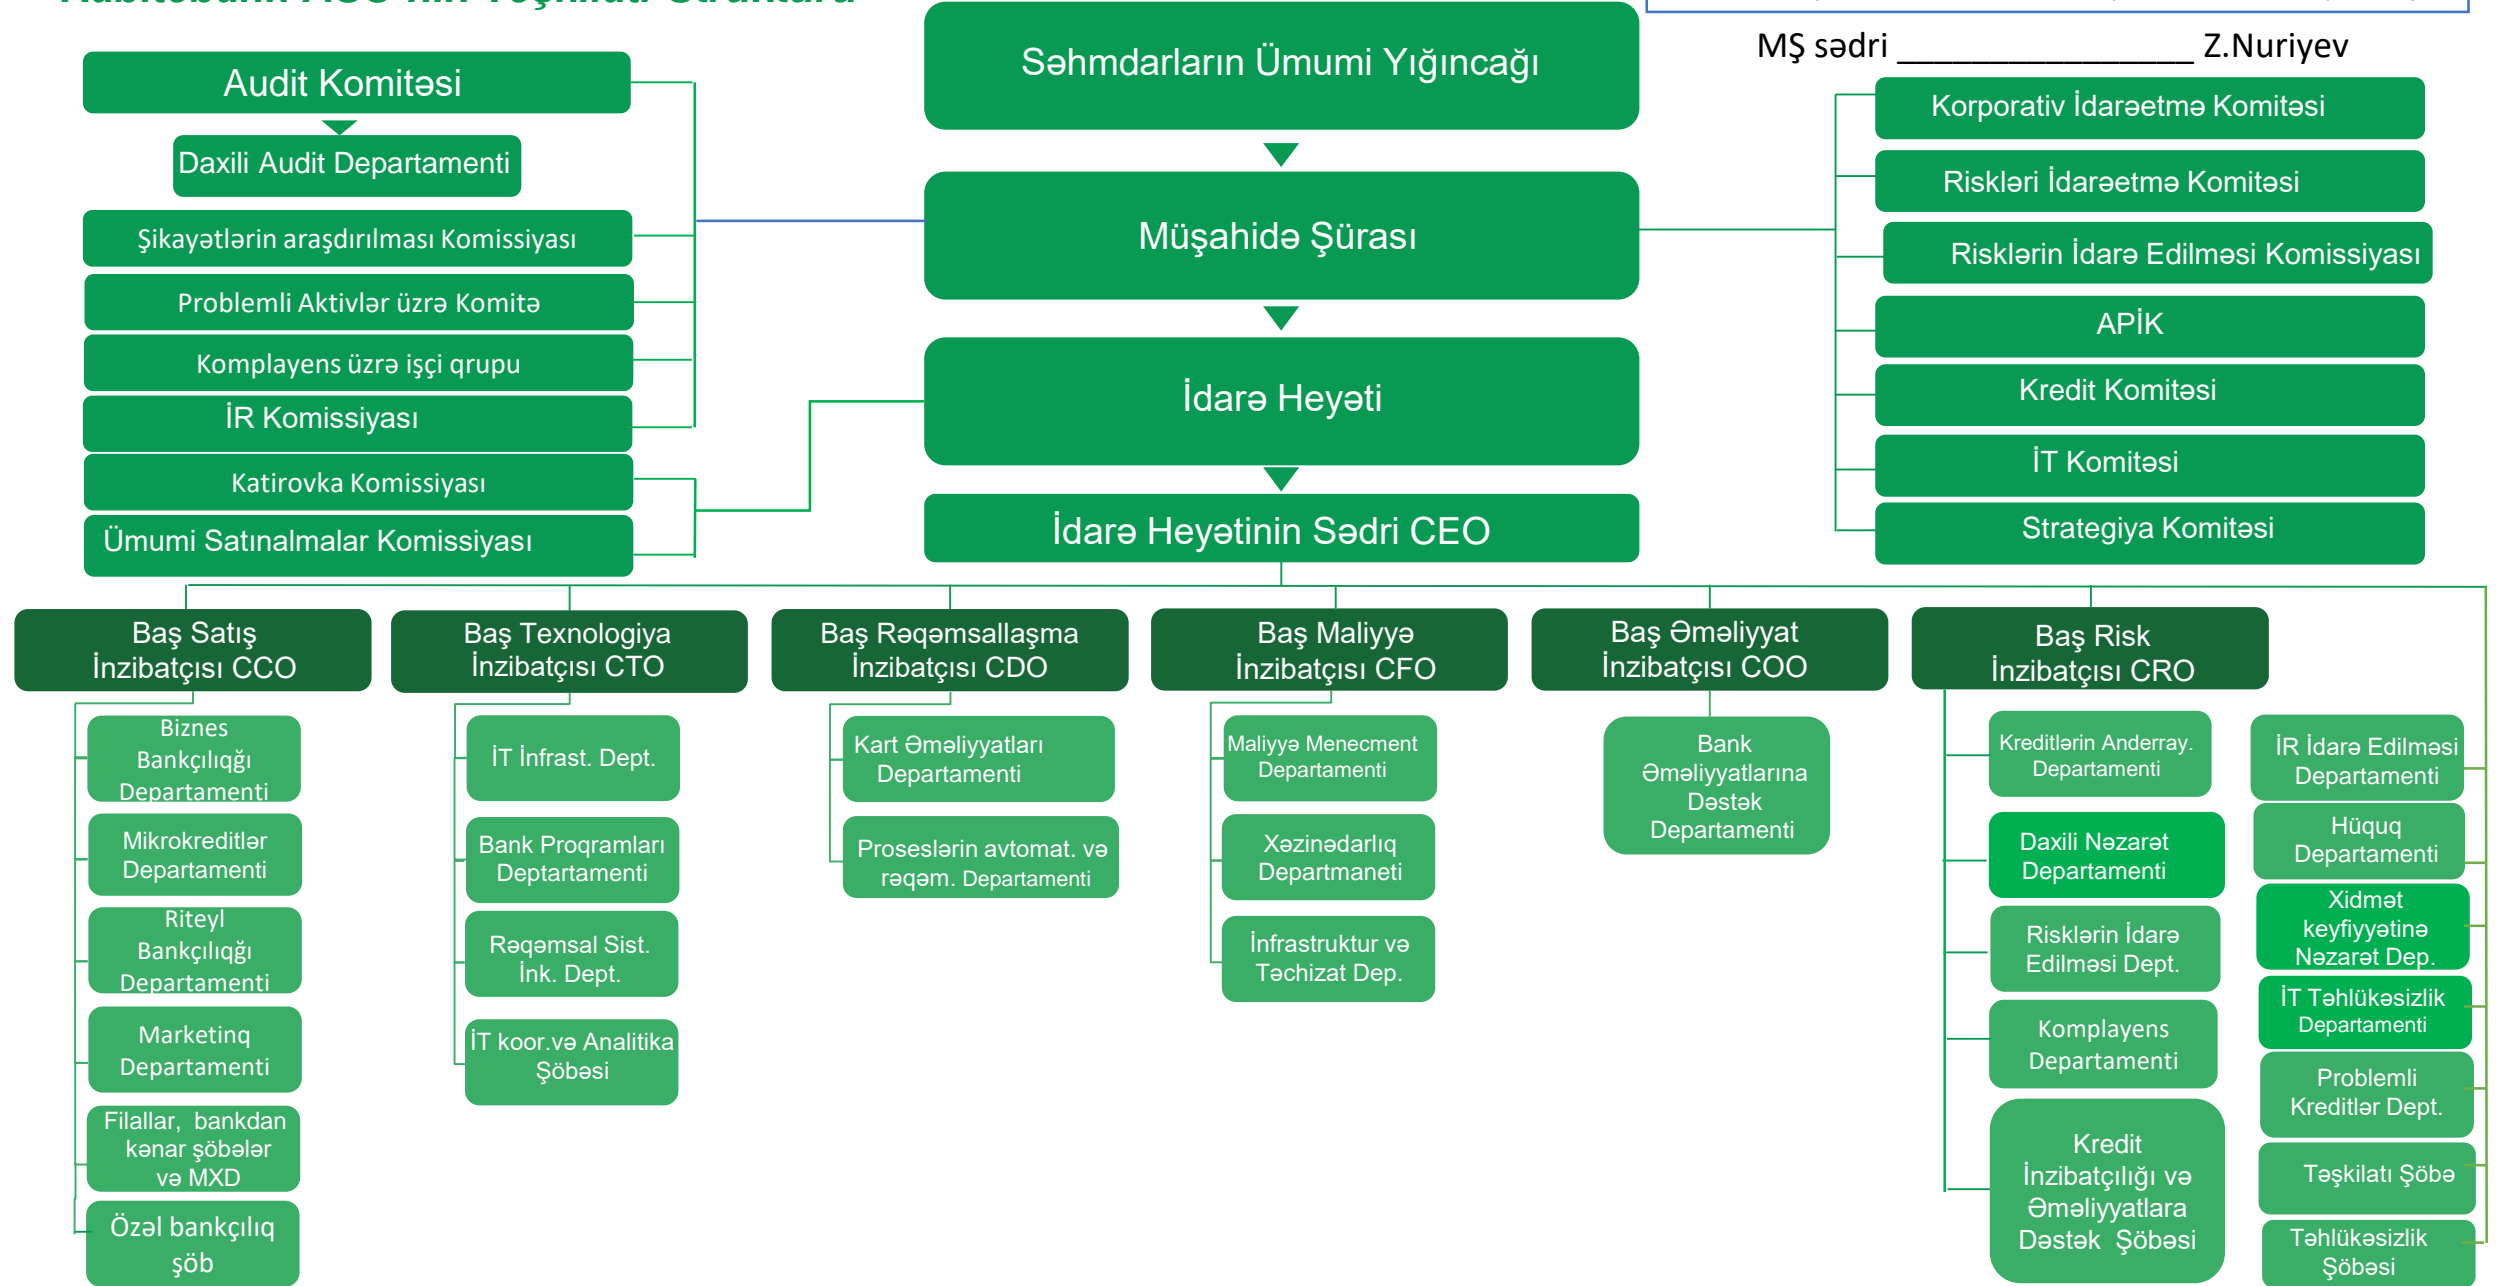 MŞ sədri ________________ Z.Nuriyev
Səhmdarların Ümumi Yığıncağı
Müşahidə Şürası
İdarə Heyəti
İdarə Heyətinin Sədri CEO
Audit Komitəsi
Daxili Audit Departamenti
Şikayətlərin araşdırılması Komissiyası
Problemli Aktivlər üzrə Komitə
Komplayens üzrə işçi qrupu
İR Komissiyası
Katirovka Komissiyası
Ümumi Satınalmalar Komissiyası
Korporativ İdarəetmə Komitəsi
Riskləri İdarəetmə Komitəsi
Risklərin İdarə Edilməsi Komissiyası
APİK
Kredit Komitəsi
İT Komitəsi
Strategiya Komitəsi
Baş Satış
İnzibatçısı CCO
Biznes
Bankçılıqğı
Departamenti
Mikrokreditlər
Departamenti
Riteyl
Bankçılıqğı
Departamenti
Marketinq
Departamenti
Filallar, bankdan
kənar şöbələr
və MXD
Özəl bankçılıq
şöb
Baş Texnologiya
İnzibatçısı CTO
İT İnfrast. Dept.
Bank Proqramları
Deptartamenti
Rəqəmsal Sist.
İnk. Dept.
İT koor.və Analitika
Şöbəsi
Baş Rəqəmsallaşma
İnzibatçısı CDO
Kart Əməliyyatları
Departamenti
Proseslərin avtomat. və
rəqəm. Departamenti
Baş Maliyyə
İnzibatçısı CFO
Maliyyə Menecment
Departamenti
Xəzinədarlıq
Departmaneti
İnfrastruktur və
Təchizat Dep.
Baş Əməliyyat
İnzibatçısı COO
Bank
Əməliyyatlarına
Dəstək
Departamenti
Baş Risk
İnzibatçısı CRO
Kreditlərin Anderray.
Departamenti
Daxili Nəzarət
Departamenti
Risklərin İdarə
Edilməsi Dept.
Komplayens
Departamenti
Kredit
İnzibatçılığı və
Əməliyyatlara
Dəstək Şöbəsi
İR İdarə Edilməsi
Departamenti
Hüquq
Departamenti
Xidmət
keyfiyyətinə
Nəzarət Dep.
İT Təhlükəsizlik
Departamenti
Problemli
Kreditlər Dept.
Təşkilatı Şöbə
Təhlükəsizlik
Şöbəsi